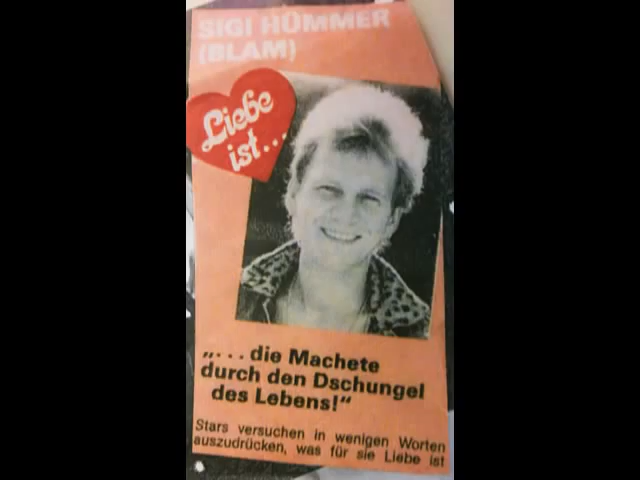 SIGI HÜMMER
(BLAM)
Liebe
ist...
„... die Machete
durch den Dschungel
des Lebens!“
Stars versuchen in wenigen Worten
auszudrücken, was für sie Liebe ist